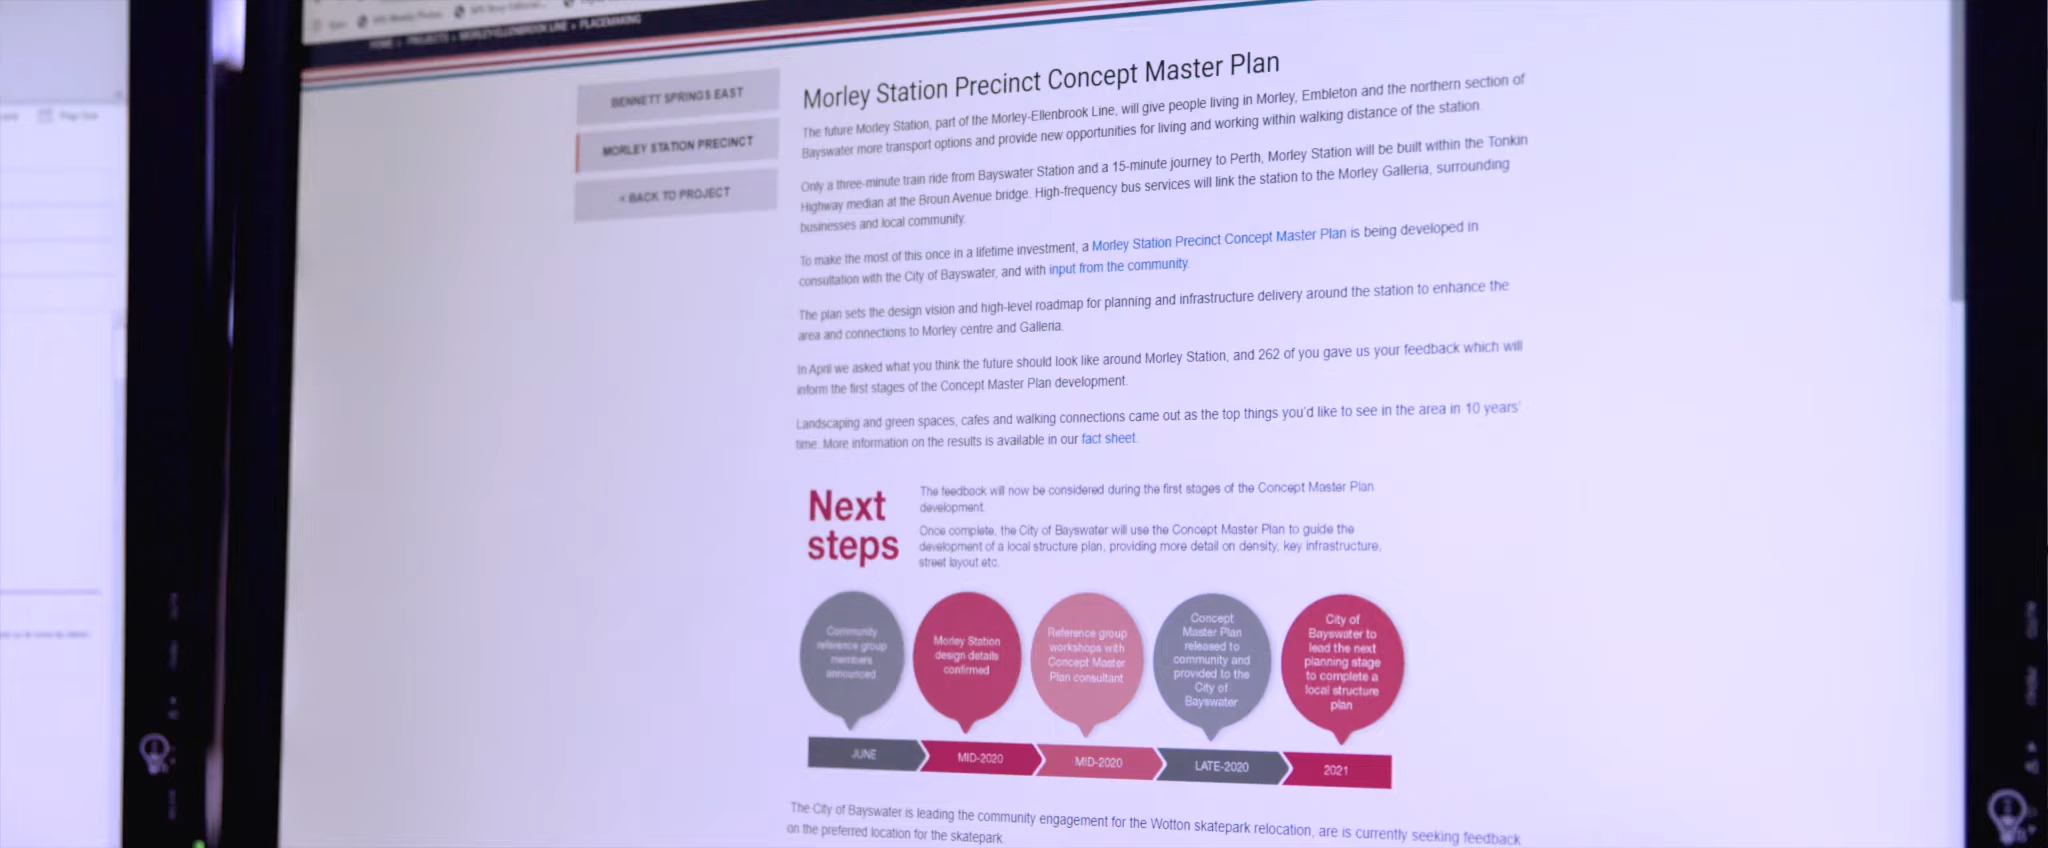 HOME > PROJECTS > MORLEY-ELLENBROOK LINE > PLACEMAKING
BENNETT SPRINGS EAST
MORLEY STATION PRECINCT
< BACK TO PROJECT
Morley Station Precinct Concept Master Plan
The future Morley Station, part of the Morley-Ellenbrook Line, will give people living in Morley, Embleton and the northern section of
Bayswater more transport options and provide new opportunities for living and working within walking distance of the station.
Only a three-minute train ride from Bayswater Station and a 15-minute journey to Perth, Morley Station will be built within the Tonkin
Highway median at the Broun Avenue bridge. High-frequency bus services will link the station to the Morley Galleria, surrounding
businesses and local community.
To make the most of this once in a lifetime investment, a Morley Station Precinct Concept Master Plan is being developed in
consultation with the City of Bayswater, and with input from the community.
The plan sets the design vision and high-level roadmap for planning and infrastructure delivery around the station to enhance the
area and connections to Morley centre and Galleria.
In April we asked what you think the future should look like around Morley Station, and 262 of you gave us your feedback which will
inform the first stages of the Concept Master Plan development.
Landscaping and green spaces, cafes and walking connections came out as the top things you'd like to see in the area in 10 years'
time. More information on the results is available in our fact sheet.
Next
steps
The feedback will now be considered during the first stages of the Concept Master Plan
development.
Once complete, the City of Bayswater will use the Concept Master Plan to guide the
development of a local structure plan, providing more detail on density, key infrastructure,
street layout etc.
Community
reference group
members
announced
Morley Station
design details
confirmed
Reference group
workshops with
Concept Master
Plan consultant
Concept
Master Plan
released to
community and
provided to the
City of
Bayswater
City of
Bayswater to
lead the next
planning stage
to complete a
local structure
plan
JUNE
MID-2020
MID-2020
LATE-2020
2021
The City of Bayswater is leading the community engagement for the Wotton skatepark relocation, are is currently seeking feedback
on the preferred location for the skatepark.